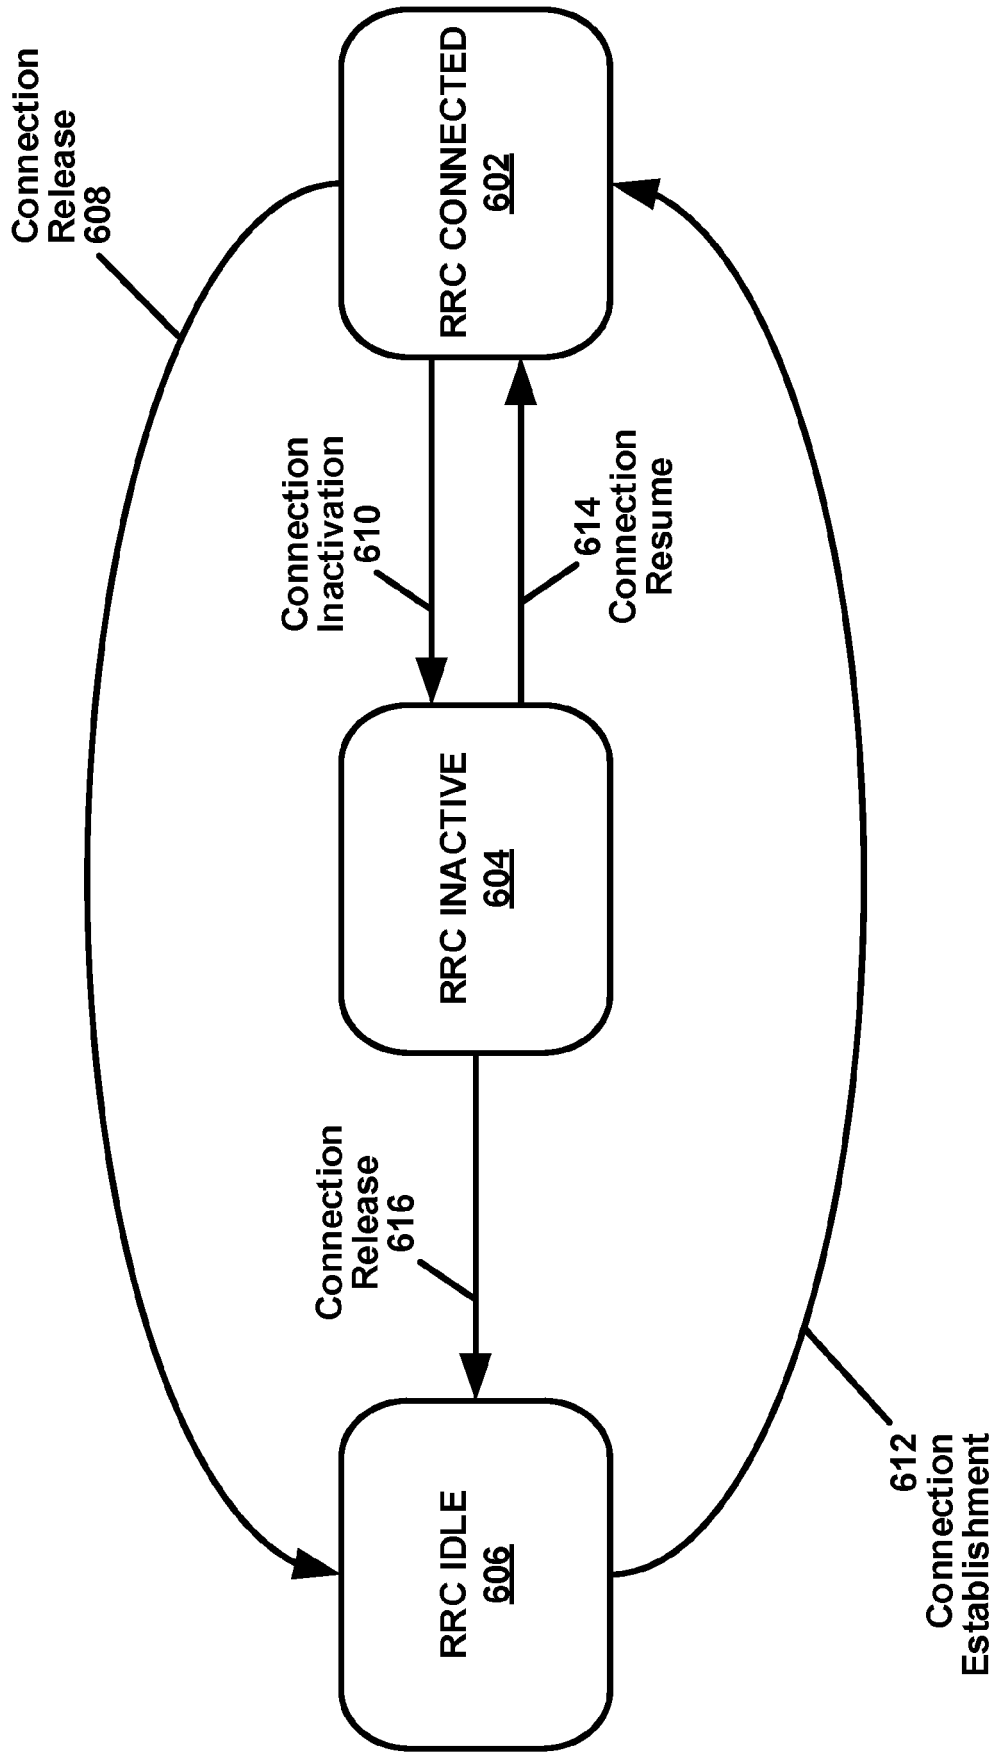 Connection
Release
608
RRC IDLE
606
Connection
Release
616
RRC INACTIVE
604
Connection
Inactivation
610
614
Connection
Resume
RRC CONNECTED
602
612
Connection
Establishment